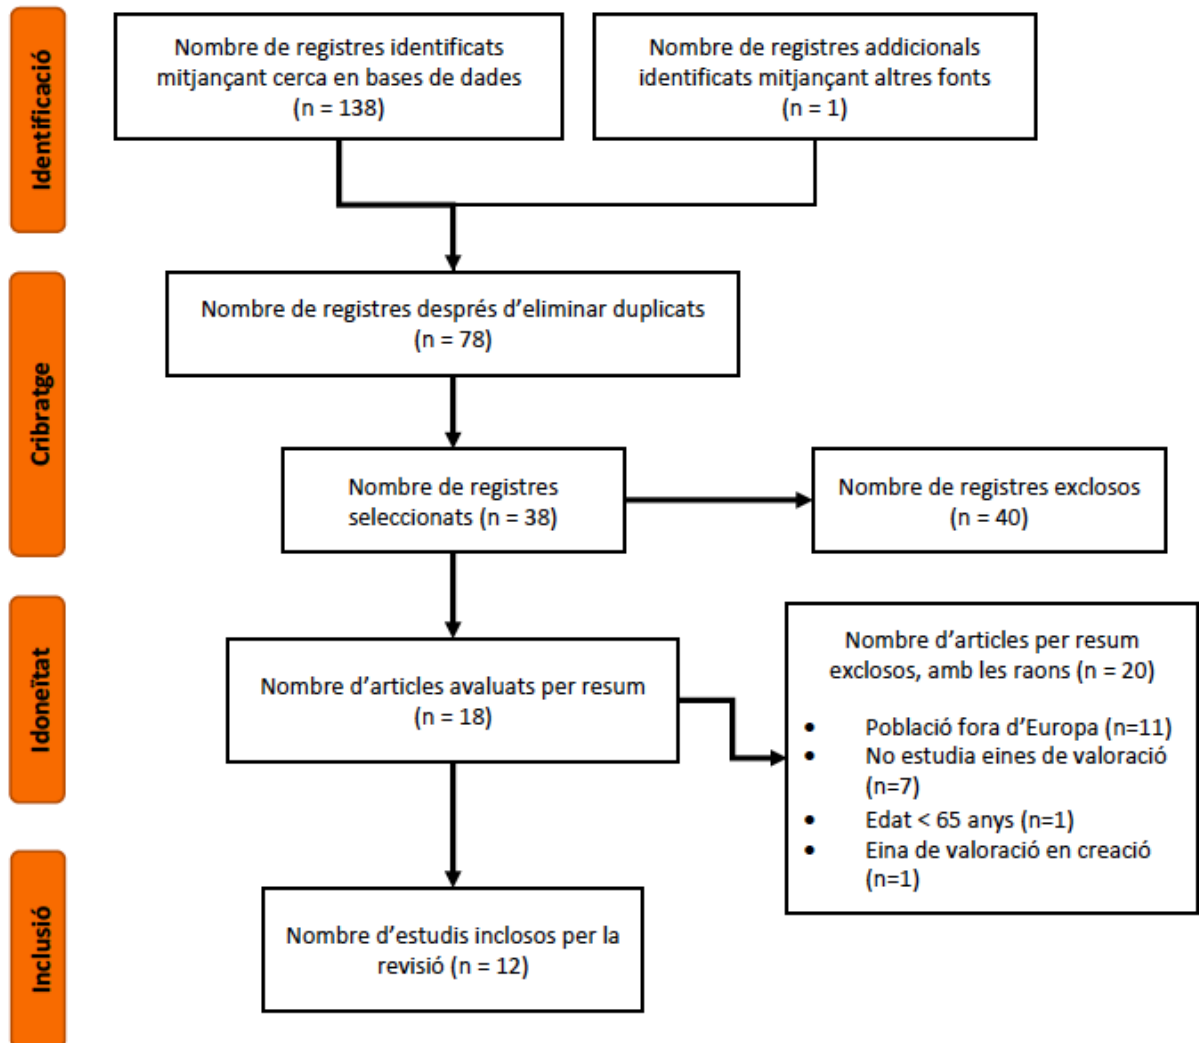 Identificació
Nombre de registres identificats
mitjançant cerca en bases de dades
(n = 138)
Nombre de registres addicionals
identificats mitjançant altres fonts
(n = 1)
Cribratge
Nombre de registres després d’eliminar duplicats
(n = 78)
Nombre de registres
seleccionats (n = 38)
Nombre de registres exclosos
(n = 40)
Idoneïtat
Nombre d’articles avaluats per resum
(n = 18)
Nombre d’articles per resum
exclosos, amb les raons (n = 20)
• Població fora d’Europa (n=11)
• No estudia eines de valoració
(n=7)
• Edat < 65 anys (n=1)
• Eina de valoració en creació
(n=1)
Inclusió
Nombre d’estudis inclosos per la
revisió (n = 12)